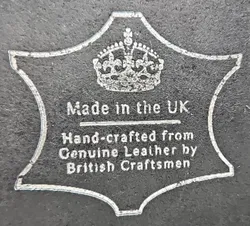 Made in the UK
Hand-crafted from
Genuine Leather by
British Craftsmen